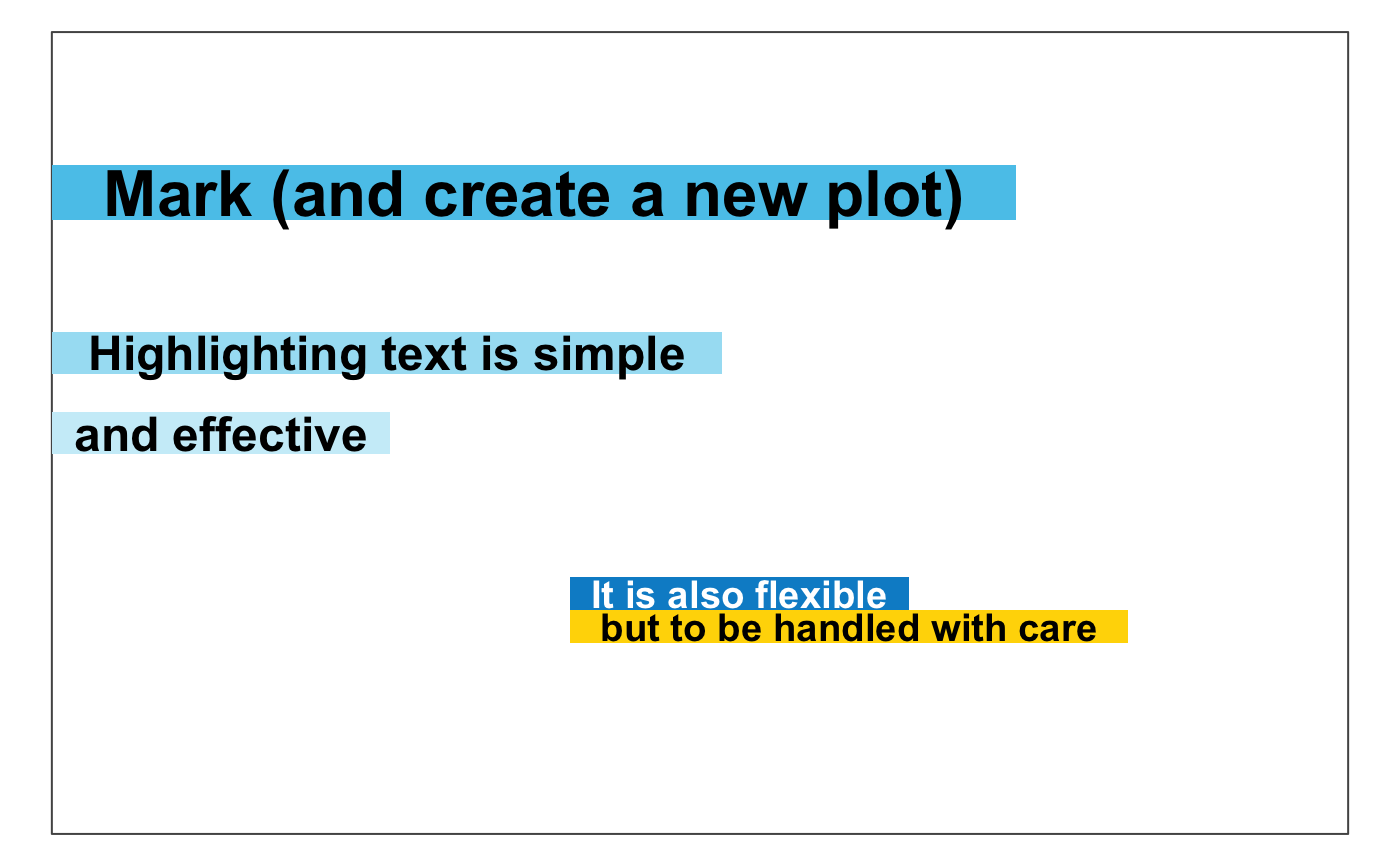 Mark (and create a new plot)
Highlighting text is simple
and effective
It is also flexible
but to be handled with care